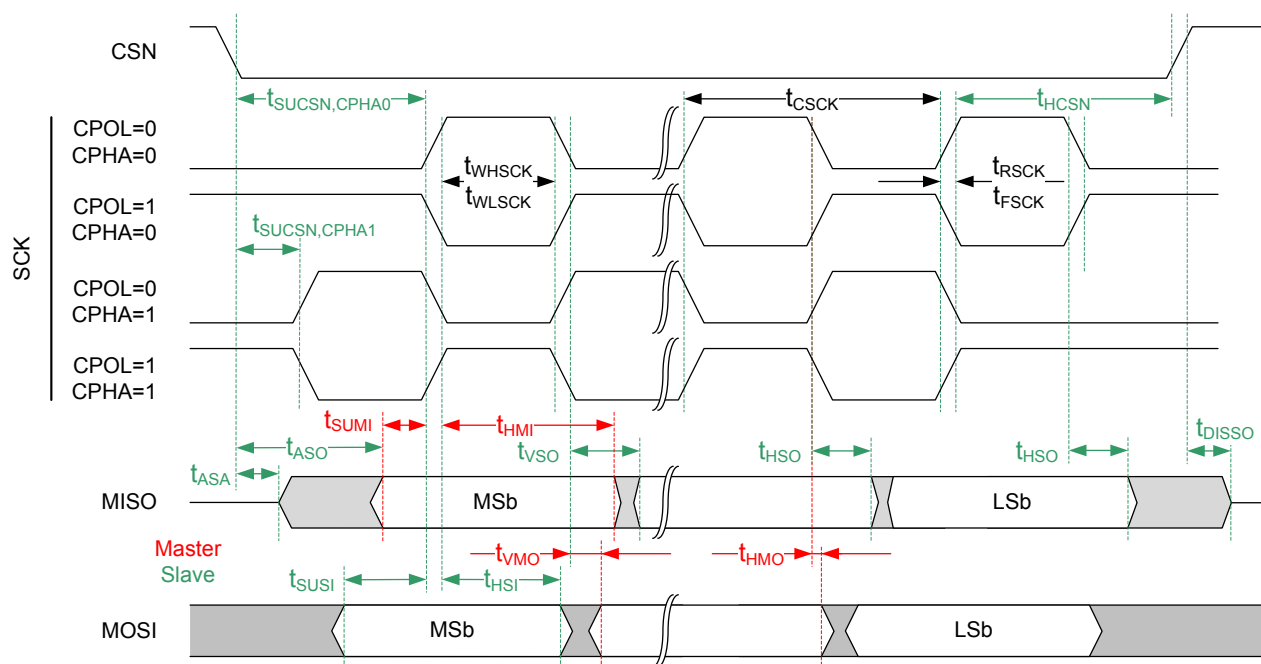 CSN
tSUCSN,CPHA0
tCSCK
tHCSN
SCK
CPOL=0
CPHA=0
tWHSCK
tWLSCK
tRSCK
tFSCK
CPOL=1
CPHA=0
tSUCSN,CPHA1
CPOL=0
CPHA=1
CPOL=1
CPHA=1
tSUMI
tHMI
tASO
tVSO
tHSO
tHSO
tDISSO
tASA
MISO
MSb
LSb
Master
Slave
tVMO
tHMO
tSUSI
tHSI
MOSI
MSb
LSb